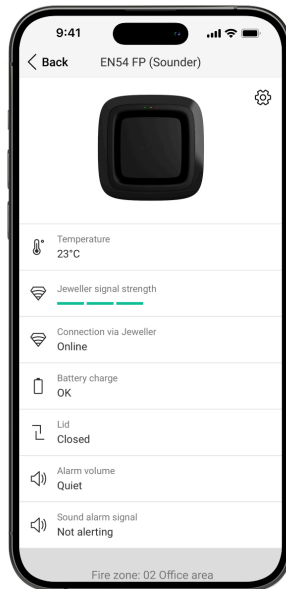 9:41
Back
EN54 FP (Sounder)
Temperature
23°C
Jeweller signal strength
Connection via Jeweller
Online
Battery charge
OK
Lid
Closed
Alarm volume
Quiet
Sound alarm signal
Not alerting
Fire zone: 02 Office area